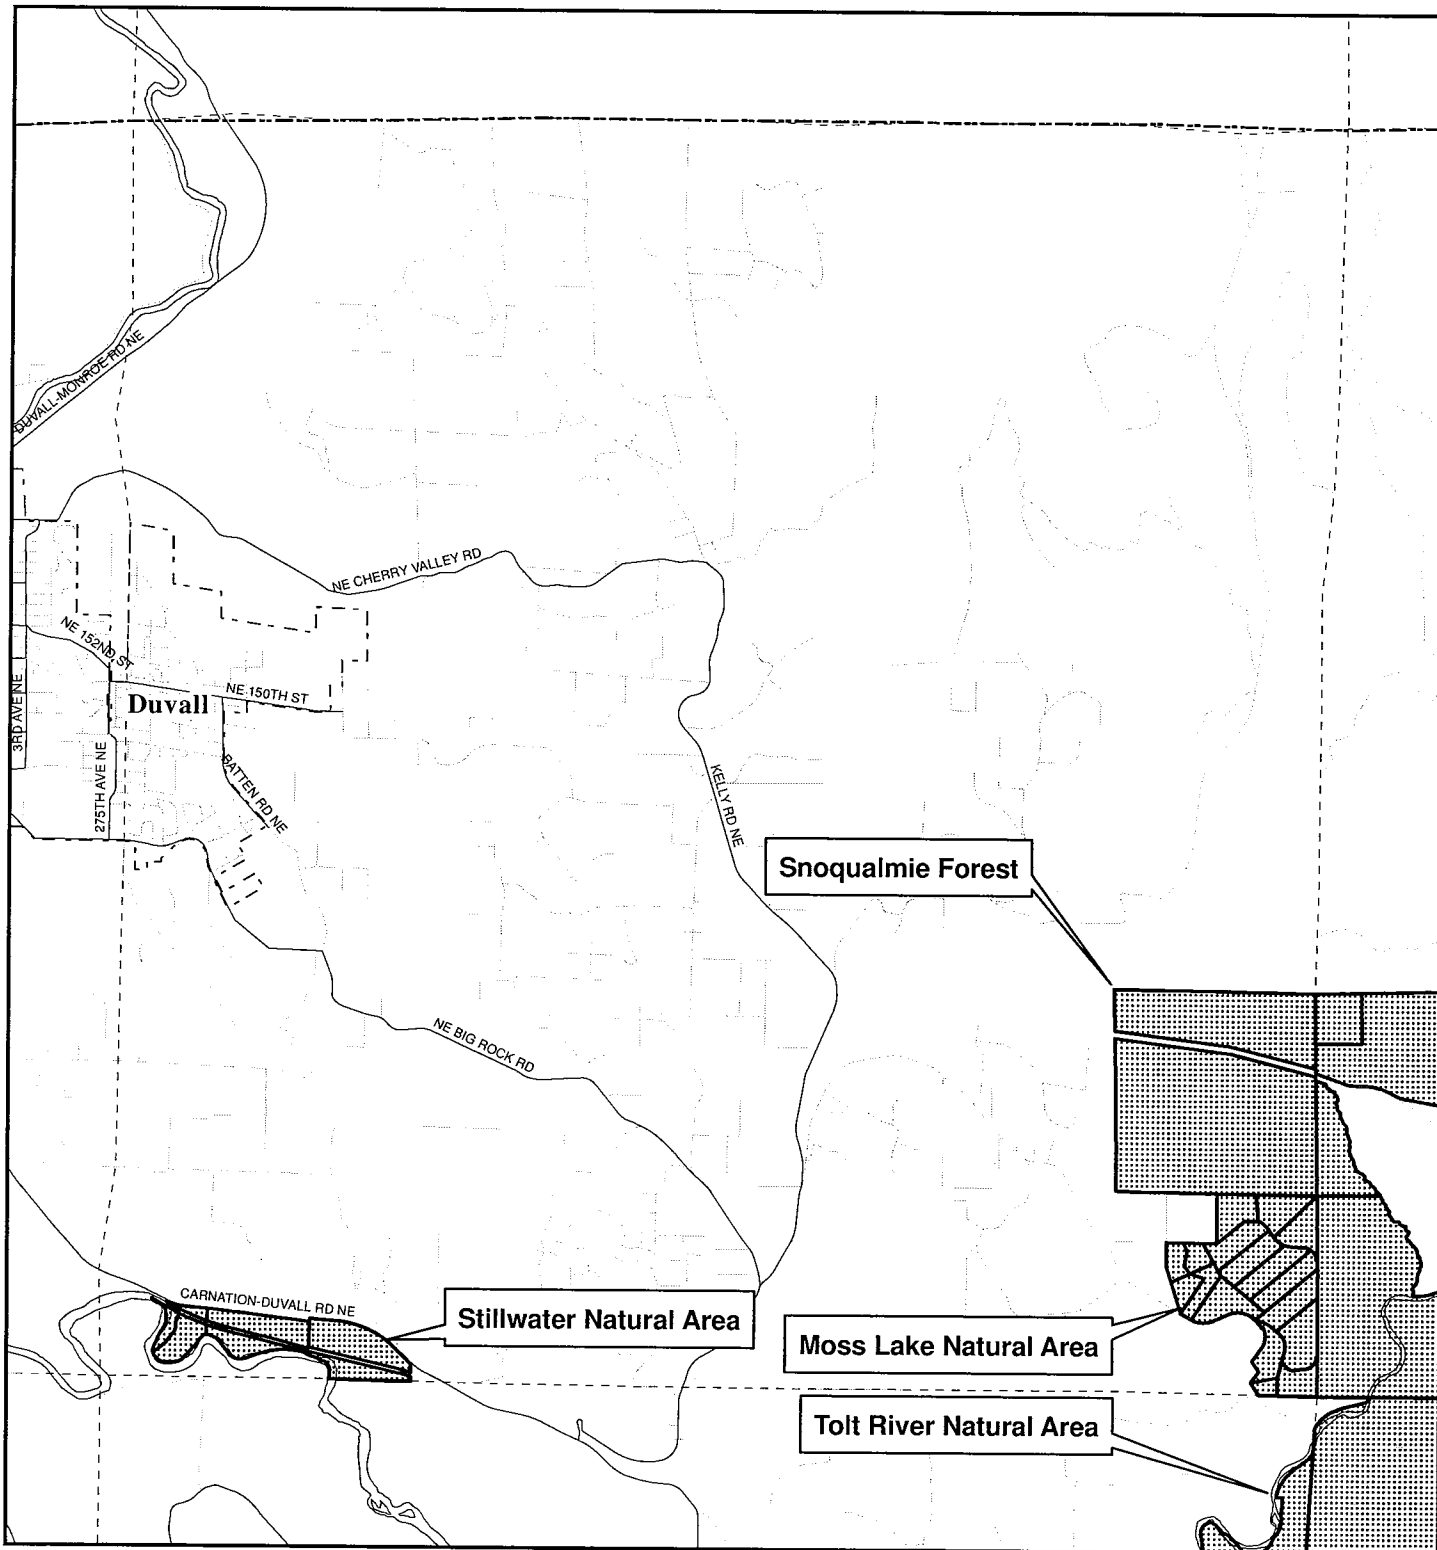 DUVALL-MONROE RD NE
NE CHERRY VALLEY RD
NE 152ND ST
NE 150TH ST
Duvall
3RD AVE NE
275TH AVE NE
BATTEN RD NE
KELLY RD NE
Snoqualmie Forest
NE BIG ROCK RD
CARNATION-DUVALL RD NE
Stillwater Natural Area
Moss Lake Natural Area
Tolt River Natural Area